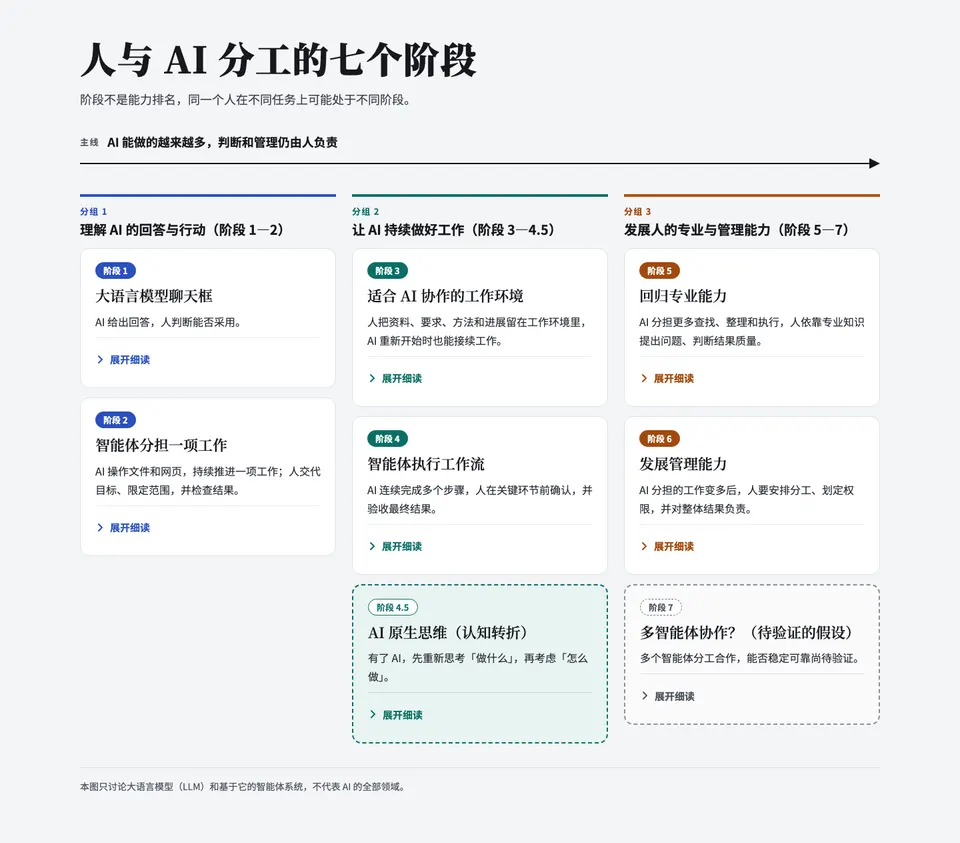 人与 AI 分工的七个阶段
阶段不是能力排名，同一个人在不同任务上可能处于不同阶段。
主线 AI 能做的越来越多，判断和管理仍由人负责
分组 1
理解 AI 的回答与行动（阶段 1—2）
阶段 1
大语言模型聊天框
AI 给出回答，人判断能否采用。
展开细读
阶段 2
智能体分担一项工作
AI 操作文件和网页，持续推进一项工作；人交代
目标、限定范围，并检查结果。
展开细读
分组 2
让 AI 持续做好工作（阶段 3—4.5）
阶段 3
适合 AI 协作的工作环境
人把资料、要求、方法和进展留在工作环境里，
AI 重新开始时也能接续工作。
展开细读
阶段 4
智能体执行工作流
AI 连续完成多个步骤，人在关键环节前确认，并
验收最终结果。
展开细读
阶段 4.5
AI 原生思维（认知转折）
有了 AI，先重新思考「做什么」，再考虑「怎么
做」。
展开细读
分组 3
发展人的专业与管理能力（阶段 5—7）
阶段 5
回归专业能力
AI 分担更多查找、整理和执行，人依靠专业知识
提出问题、判断结果质量。
展开细读
阶段 6
发展管理能力
AI 分担的工作变多后，人要安排分工、划定权
限，并对整体结果负责。
展开细读
阶段 7
多智能体协作？（待验证的假设）
多个智能体分工合作，能否稳定可靠尚待验证。
展开细读
本图只讨论大语言模型（LLM）和基于它的智能体系统，不代表 AI 的全部领域。